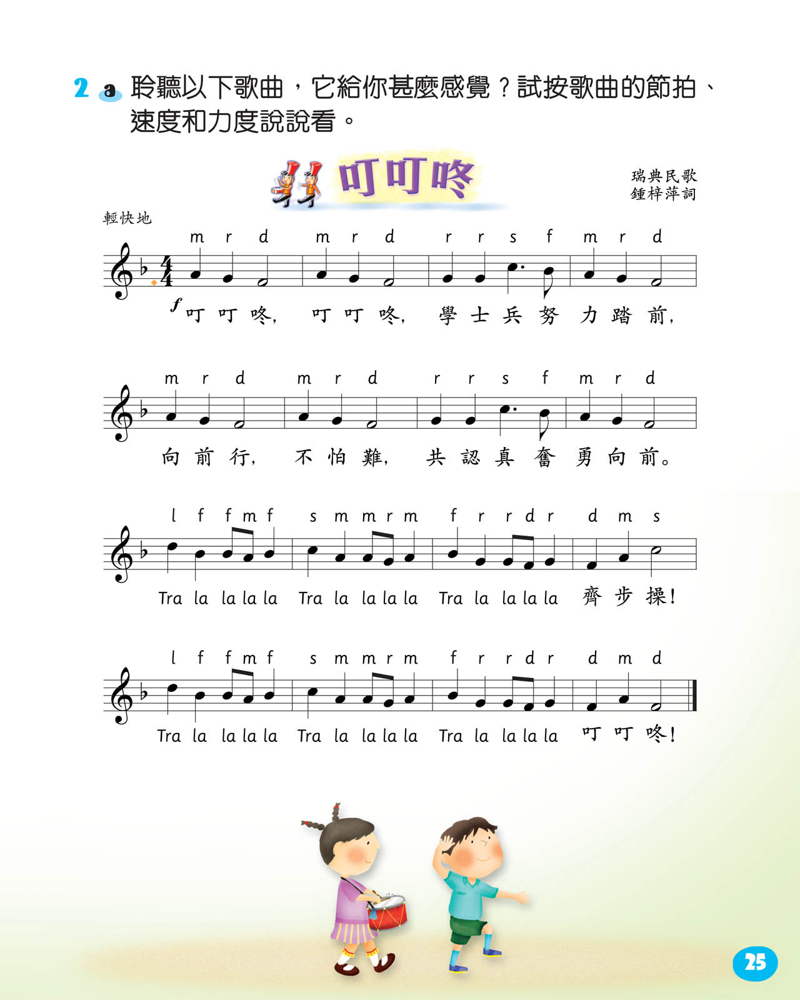 2 a 聆聽以下歌曲，它給你甚麼感覺？試按歌曲的節拍、
速度和力度說說看。
叮叮咚
瑞典民歌
鍾梓萍詞
輕快地
m r d m r d r r s f m r d
4
4
f
叮 叮 咚, 叮 叮 咚, 學 士 兵 努 力 踏 前,
m r d m r d r r s f m r d
向 前 行, 不 怕 難, 共 認 真 奮 勇 向 前。
l f f m f s m m r m f r r d r d m s
Tra la la la la Tra la la la la Tra la la la la 齊 步 操!
l f f m f s m m r m f r r d r d m d
Tra la la la la Tra la la la la Tra la la la la 叮 叮 咚!
25